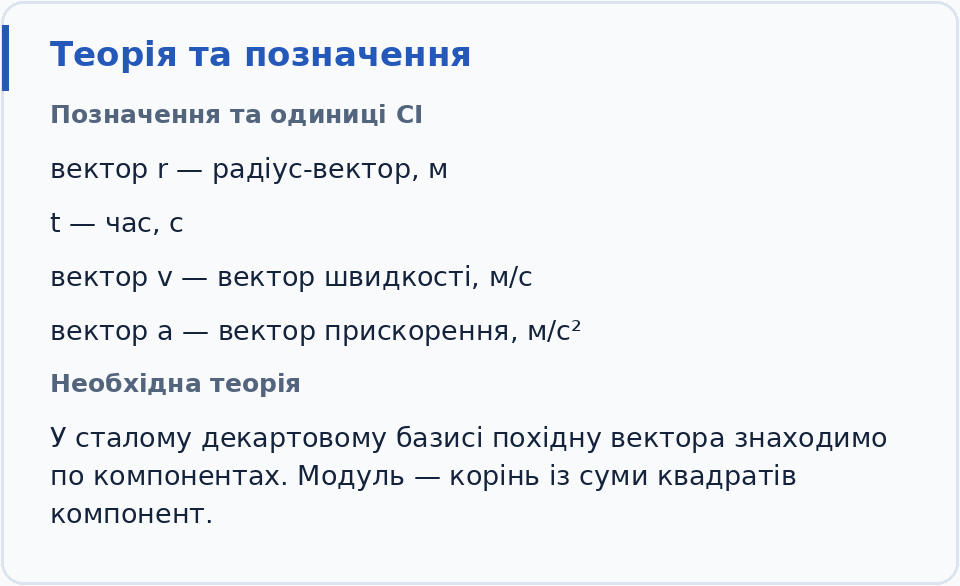 Теорія та позначення
Позначення та одиниці СІ
вектор r — радіус-вектор, м
t — час, с
вектор v — вектор швидкості, м/с
вектор a — вектор прискорення, м/с²
Необхідна теорія
У сталому декартовому базисі похідну вектора знаходимо
по компонентах. Модуль — корінь із суми квадратів
компонент.